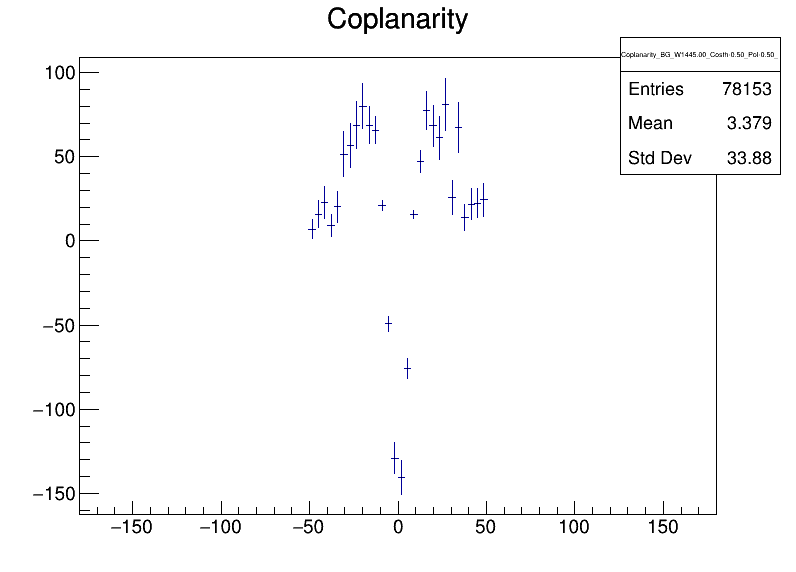 Coplanarity
Coplanarity_BG_W1445.00_Costh-0.50_Pol-0.50_
Entries 78153
Mean 3.379
Std Dev 33.88
100
50
0
−50
−100
−150
−150 −100 −50 0 50 100 150